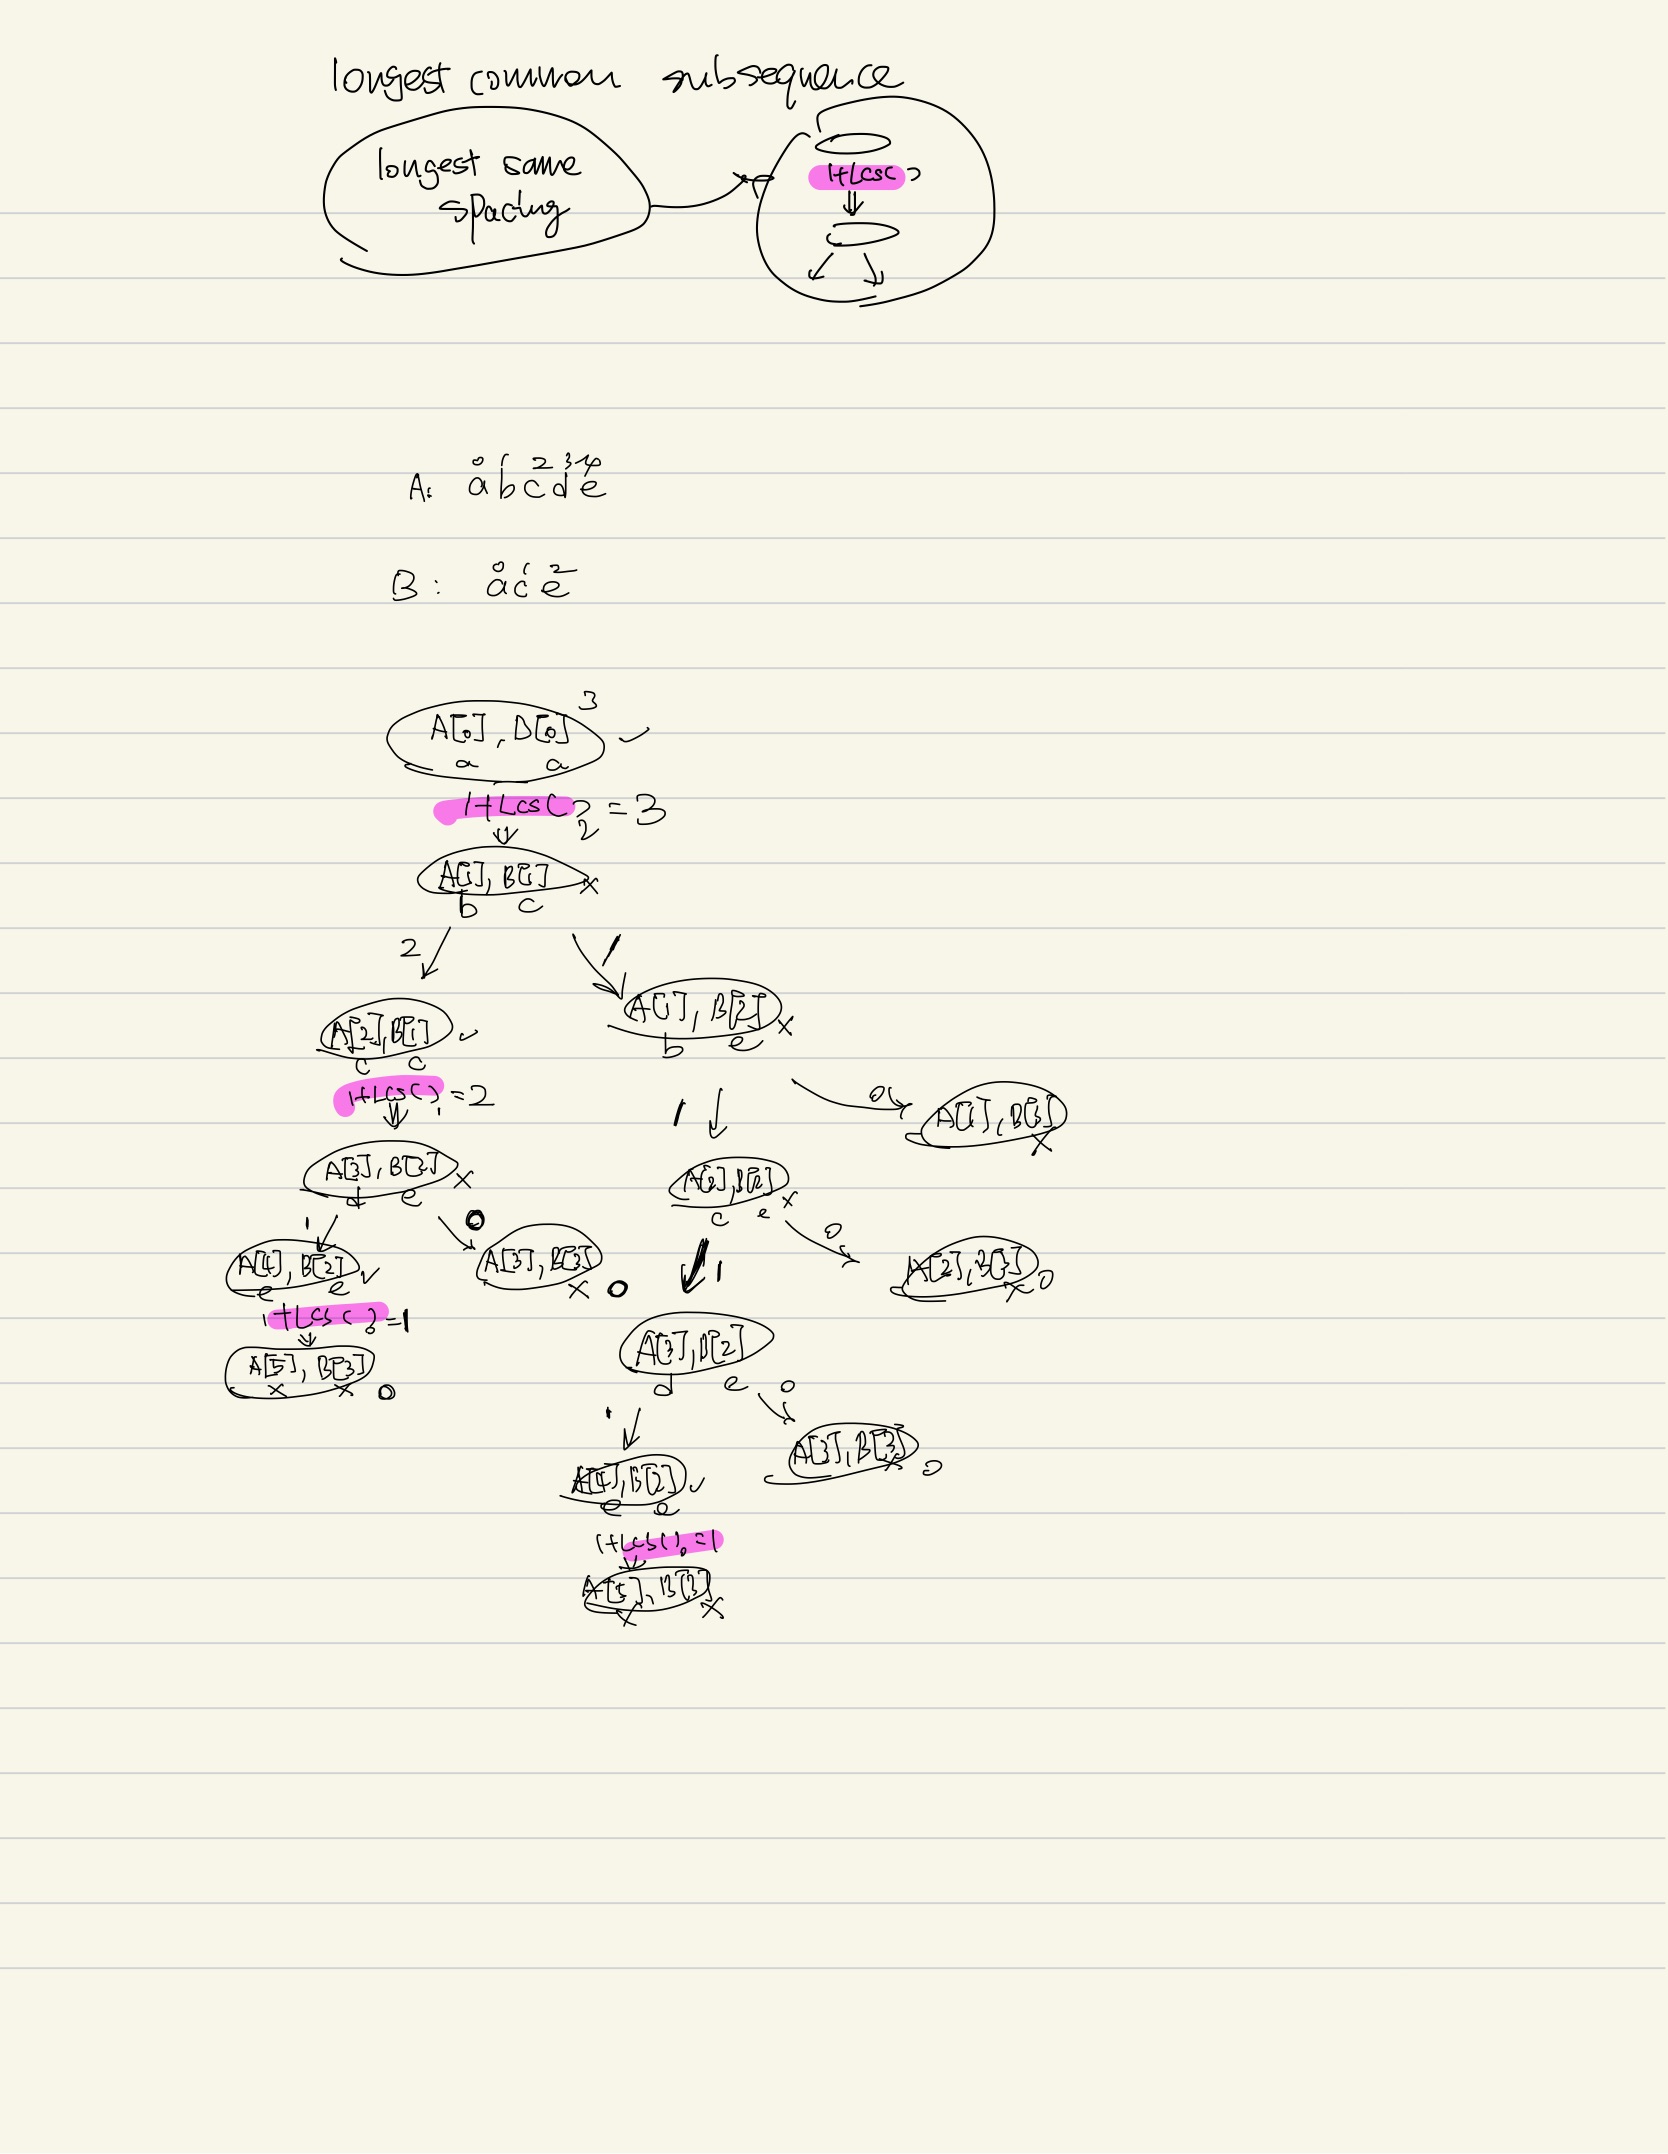 longest common subsequence
longest same
spacing
1+Lcs( )
0 1 2 3 4
A: a b c d e
0 1 2
B: a c e
3
A[0], B[0]
a a
1+Lcs( ) = 3
2
A[1], B[1] x
b c
2 1
A[1], B[2] x
b e
A[2], B[1]
c c
1+Lcs( ) = 2
1
0
A[1], B[3]
x
1
A[3], B[2] x
d e
A[2], B[2] x
c e
1 0
A[4], B[2]
e e
A[3], B[3]
x 0
1
0
A[2], B[3]
x 0
1+Lcs( ) = 1
0
A[5], B[3]
x x 0
A[3], B[2]
d e
1 0
A[3], B[3]
x 0
A[4], B[2]
e e
1+Lcs( ) = 1
0
A[5], B[3]
x x